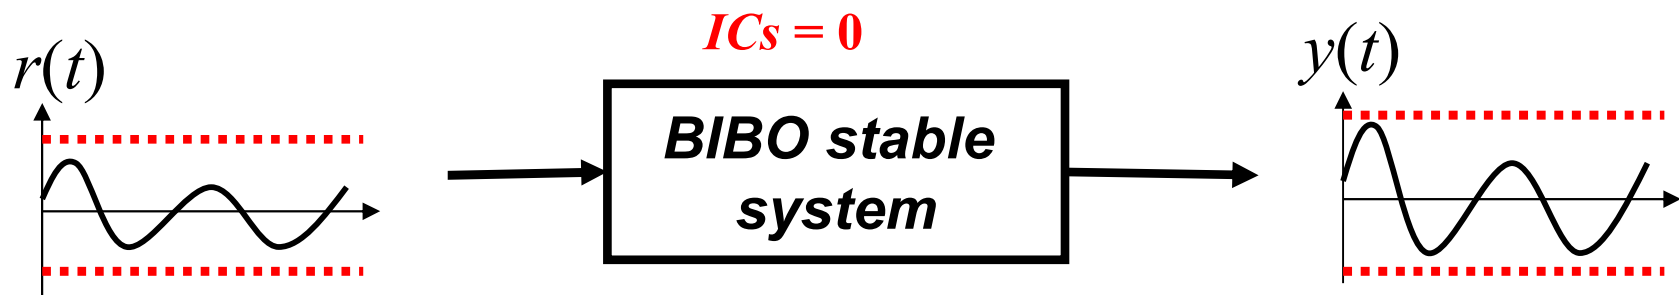 ICs = 0
r(t)
BIBO stable
system
y(t)